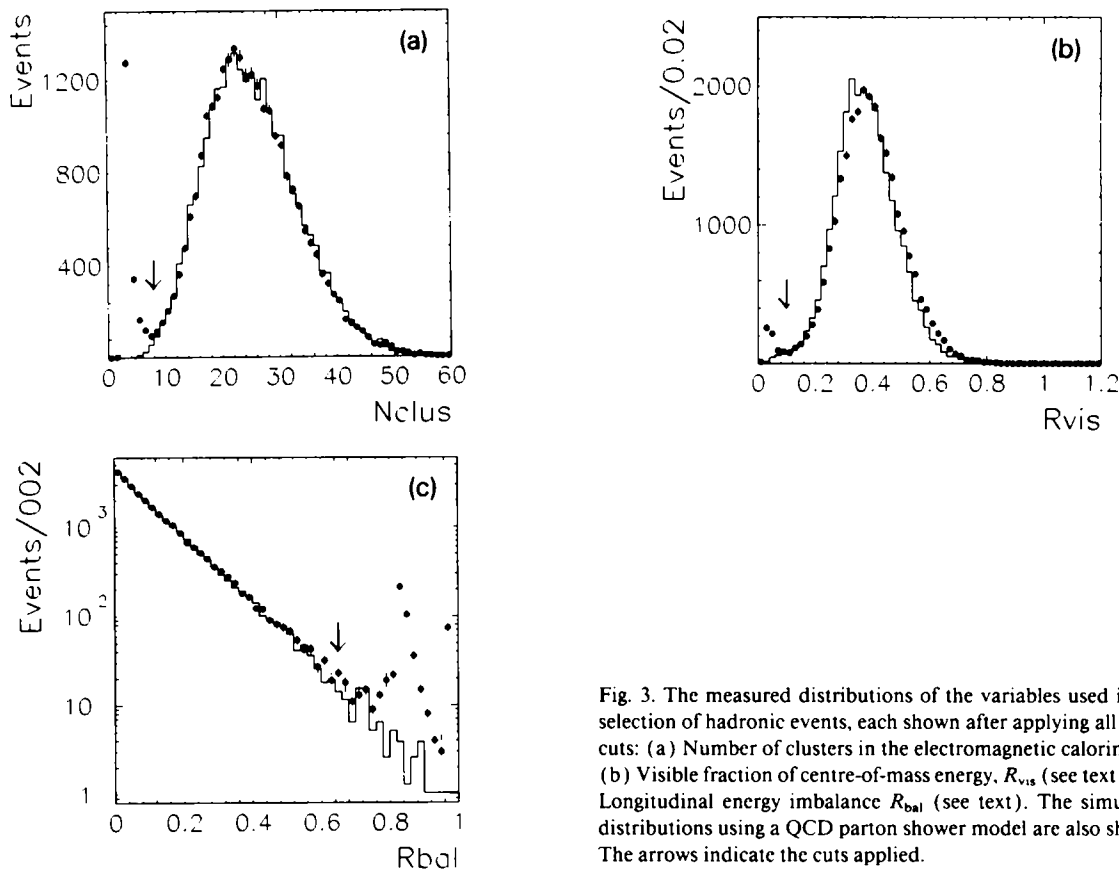 (a)
Events
1200
800
400
0 10 20 30 40 50 60
Nclus
(b)
Events/0.02
2000
1000
0 0.2 0.4 0.6 0.8 1 1.2
Rvis
(c)
Events/002
10^3
10^2
10
1
0 0.2 0.4 0.6 0.8 1
Rbal
Fig. 3. The measured distributions of the variables used i
selection of hadronic events, each shown after applying all
cuts: (a) Number of clusters in the electromagnetic calorin
(b) Visible fraction of centre-of-mass energy, R_vis (see text
Longitudinal energy imbalance R_bal (see text). The simu
distributions using a QCD parton shower model are also sh
The arrows indicate the cuts applied.